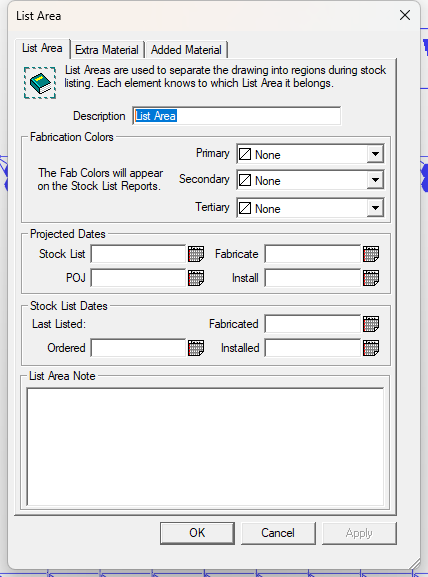 List Area
List Area Extra Material Added Material
List Areas are used to separate the drawing into regions during stock
listing. Each element knows to which List Area it belongs.
Description List Area
Fabrication Colors
Primary None
The Fab Colors will appear
on the Stock List Reports.
Secondary None
Tertiary None
Projected Dates
Stock List Fabricate
POJ Install
Stock List Dates
Last Listed: Fabricated
Ordered Installed
List Area Note
OK Cancel Apply